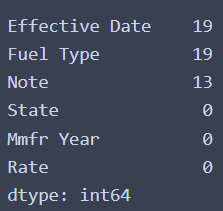 Effective Date    19
Fuel Type         19
Note              13
State              0
Mmfr Year          0
Rate               0
dtype: int64